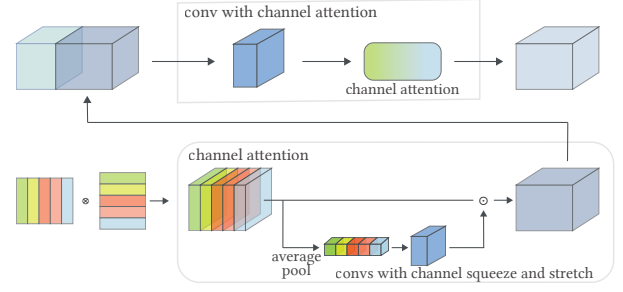 conv with channel attention
channel attention
channel attention
⊗
⊙
average
pool
convs with channel squeeze and stretch